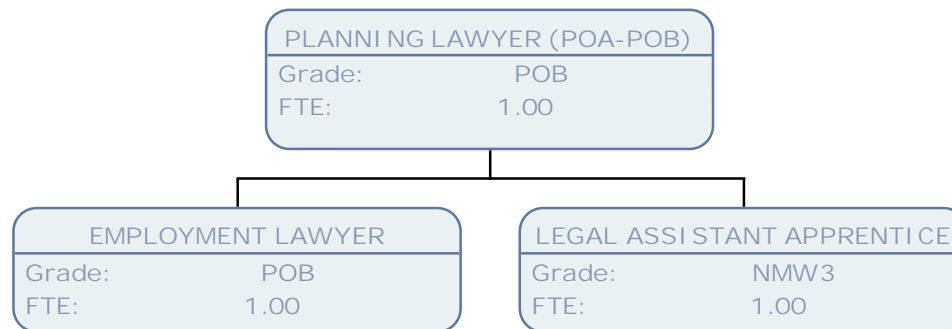 PLANNING LAWYER (POA-POB)
Grade: POB
FTE: 1.00
EMPLOYMENT LAWYER
Grade: POB
FTE: 1.00
LEGAL ASSISTANT APPRENTICE
Grade: NMW3
FTE: 1.00